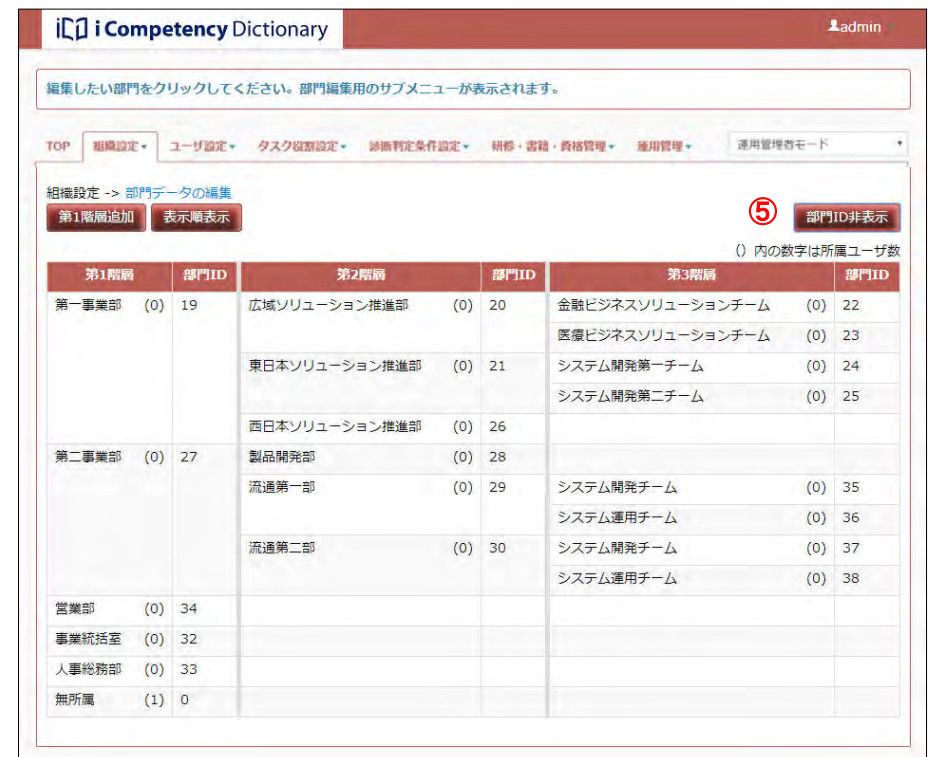 iCD i Competency Dictionary
admin
編集したい部門をクリックしてください。部門編集用のサブメニューが表示されます。
TOP 組織設定 ユーザ設定 タスク役割設定 診断判定条件設定 研修・書籍・資格管理 運用管理 運用管理者モード
組織設定 -> 部門データの編集
第1階層追加 表示順表示 ⑤ 部門ID非表示
() 内の数字は所属ユーザ数
第1階層 部門ID 第2階層 部門ID 第3階層 部門ID
第一事業部 (0) 19 広域ソリューション推進部 (0) 20 金融ビジネスソリューションチーム (0) 22
医療ビジネスソリューションチーム (0) 23
東日本ソリューション推進部 (0) 21 システム開発第一チーム (0) 24
システム開発第二チーム (0) 25
西日本ソリューション推進部 (0) 26
第二事業部 (0) 27 製品開発部 (0) 28
流通第一部 (0) 29 システム開発チーム (0) 35
システム運用チーム (0) 36
流通第二部 (0) 30 システム開発チーム (0) 37
システム運用チーム (0) 38
営業部 (0) 34
事業統括室 (0) 32
人事総務部 (0) 33
無所属 (1) 0